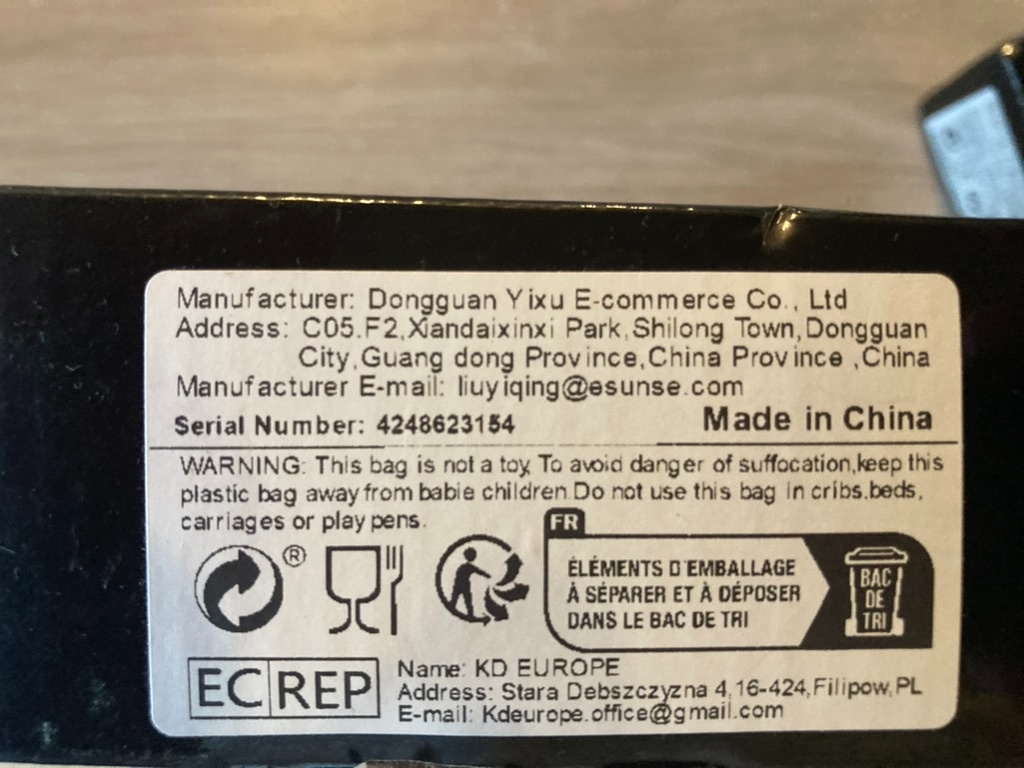 Manufacturer: Dongguan Yixu E-commerce Co., Ltd
Address: C05.F2,Xiandaixinxi Park,Shilong Town,Dongguan
City,Guang dong Province,China Province ,China
Manufacturer E-mail: liuyiqing@esunse.com
Serial Number: 4248623154 Made in China
WARNING: This bag is not a toy. To avoid danger of suffocation,keep this
plastic bag away from babie children.Do not use this bag in cribs.beds,
carriages or play pens.
®
FR
ÉLÉMENTS D'EMBALLAGE
À SÉPARER ET À DÉPOSER
DANS LE BAC DE TRI
BAC
DE
TRI
EC REP
Name: KD EUROPE
Address: Stara Debszczyzna 4,16-424,Filipow,PL
E-mail: Kdeurope.office@gmail.com